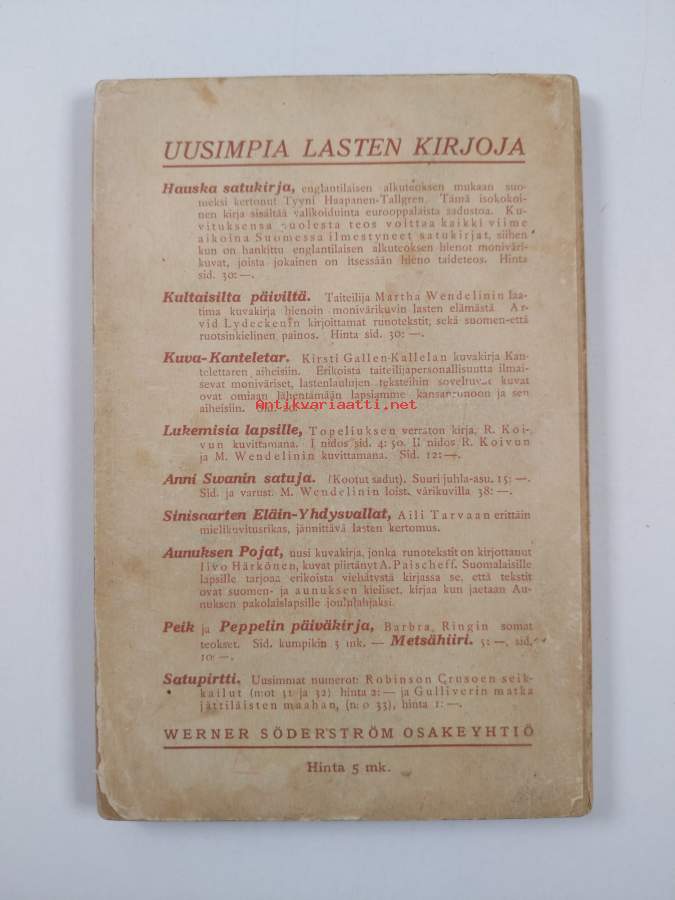 UUSIMPIA LASTEN KIRJOJA
Hauska satukirja, englantilaisen alkuteoksen mukaan suo-
meksi kertonut Tyyni Haapanen-Tallgren. Tämä isokokoi-
nen kirja sisältää valikoiduinta eurooppalaista sadustoa. Ku-
vituksensa puolesta teos voittaa kaikki viime
aikoina Suomessa ilmestyneet satukirjat, siihen
kun on hankittu englantilaisen alkuteoksen hienot moniväri-
kuvat, joista jokainen on itsessään hieno taideteos. Hinta
sid. 30: —.
Kultaisilta päiviltä. Taiteilija Martha Wendelinin laa-
tima kuvakirja hienoin monivärikuvin lasten elämästä. Ar-
vid Lydeckenin kirjoittamat runotekstit, sekä suomen- että
ruotsinkielinen painos. Hinta sid. 30: —.
Kuva-Kanteletar. Kirsti Gallen-Kallelan kuvakirja Kan-
telettaren aiheisiin. Erikoista taiteilijapersonallisuutta ilmai-
sevat moniväriset, lastenlaulujen teksteihin sovelretut kuvat
ovat omiaan lähentämään lapsiamme kansanrunoon ja sen
aiheisiin. sid.
Antikvariaatti.net
Lukemisia lapsille, Topeliuksen verraton kirja, R. Koi-
vun kuvittamana. I nidos sid. 4: 50. II nidos R. Koivun
ja M. Wendelinin kuvittamana. Sid. 12: —.
Anni Swanin satuja. (Kootut sadut). Suuri juhla-asu. 15: —.
Sid. ja varust. M. Wendelinin loist. värikuvilla 38: —.
Sinisaarten Eläin-Yhdysvallat, Aili Tarvaan erittäin
mielikuvitusrikas, jännittävä lasten kertomus.
Aunuksen Pojat, uusi kuvakirja, jonka runotekstit on kirjottanut
Iivo Härkönen, kuvat piirtänyt A. Paischeff. Suomalaisille
lapsille tarjoaa erikoista viehätystä kirjassa se, että tekstit
ovat suomen- ja aunuksen kieliset, kirjaa kun jaetaan Au-
nuksen pakolaislapsille joululahjaksi.
Peik ja Peppelin päiväkirja, Barbra Ringin somat
teokset. Sid. kumpikin 3 mk. — Metsähiiri. 5: —, sid.
10: —.
Satupirtti. Uusimmat numerot: Robinson Crusoen seik-
kailut (n:ot 31 ja 32) hinta 2: — ja Gulliverin matka
jättiläisten maahan, (n:o 33), hinta 1: —.
WERNER SÖDERSTRÖM OSAKEYHTIÖ
Hinta 5 mk.